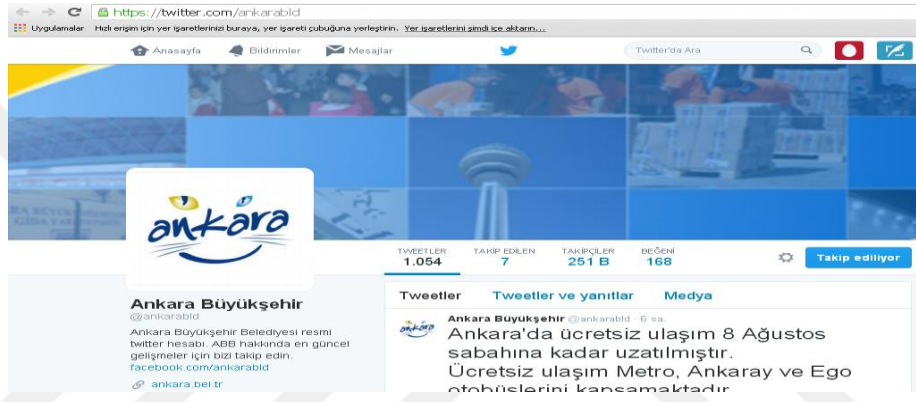 https://twitter.com/ankarabld
Uygulamalar Hızlı erişim için yer işaretlerinizi buraya, yer işareti çubuğuna yerleştirin. Yer işaretlerini şimdi içe aktarın...
Anasayfa Bildirimler Mesajlar Twitter'da Ara
ankara
TWEETLER TAKİP EDİLEN TAKİPÇİLER BEĞENİ
1.054 7 251 B 168 Takip ediliyor
Tweetler Tweetler ve yanıtlar Medya
Ankara Büyükşehir
@ankarabld
Ankara Büyükşehir Belediyesi resmi
twitter hesabı. ABB hakkında en güncel
gelişmeler için bizi takip edin.
facebook.com/ankarabld
ankara.bel.tr
ankara
Ankara Büyükşehir @ankarabld · 6 sa.
Ankara'da ücretsiz ulaşım 8 Ağustos
sabahına kadar uzatılmıştır.
Ücretsiz ulaşım Metro, Ankaray ve Ego
otobüslerini kapsamaktadır